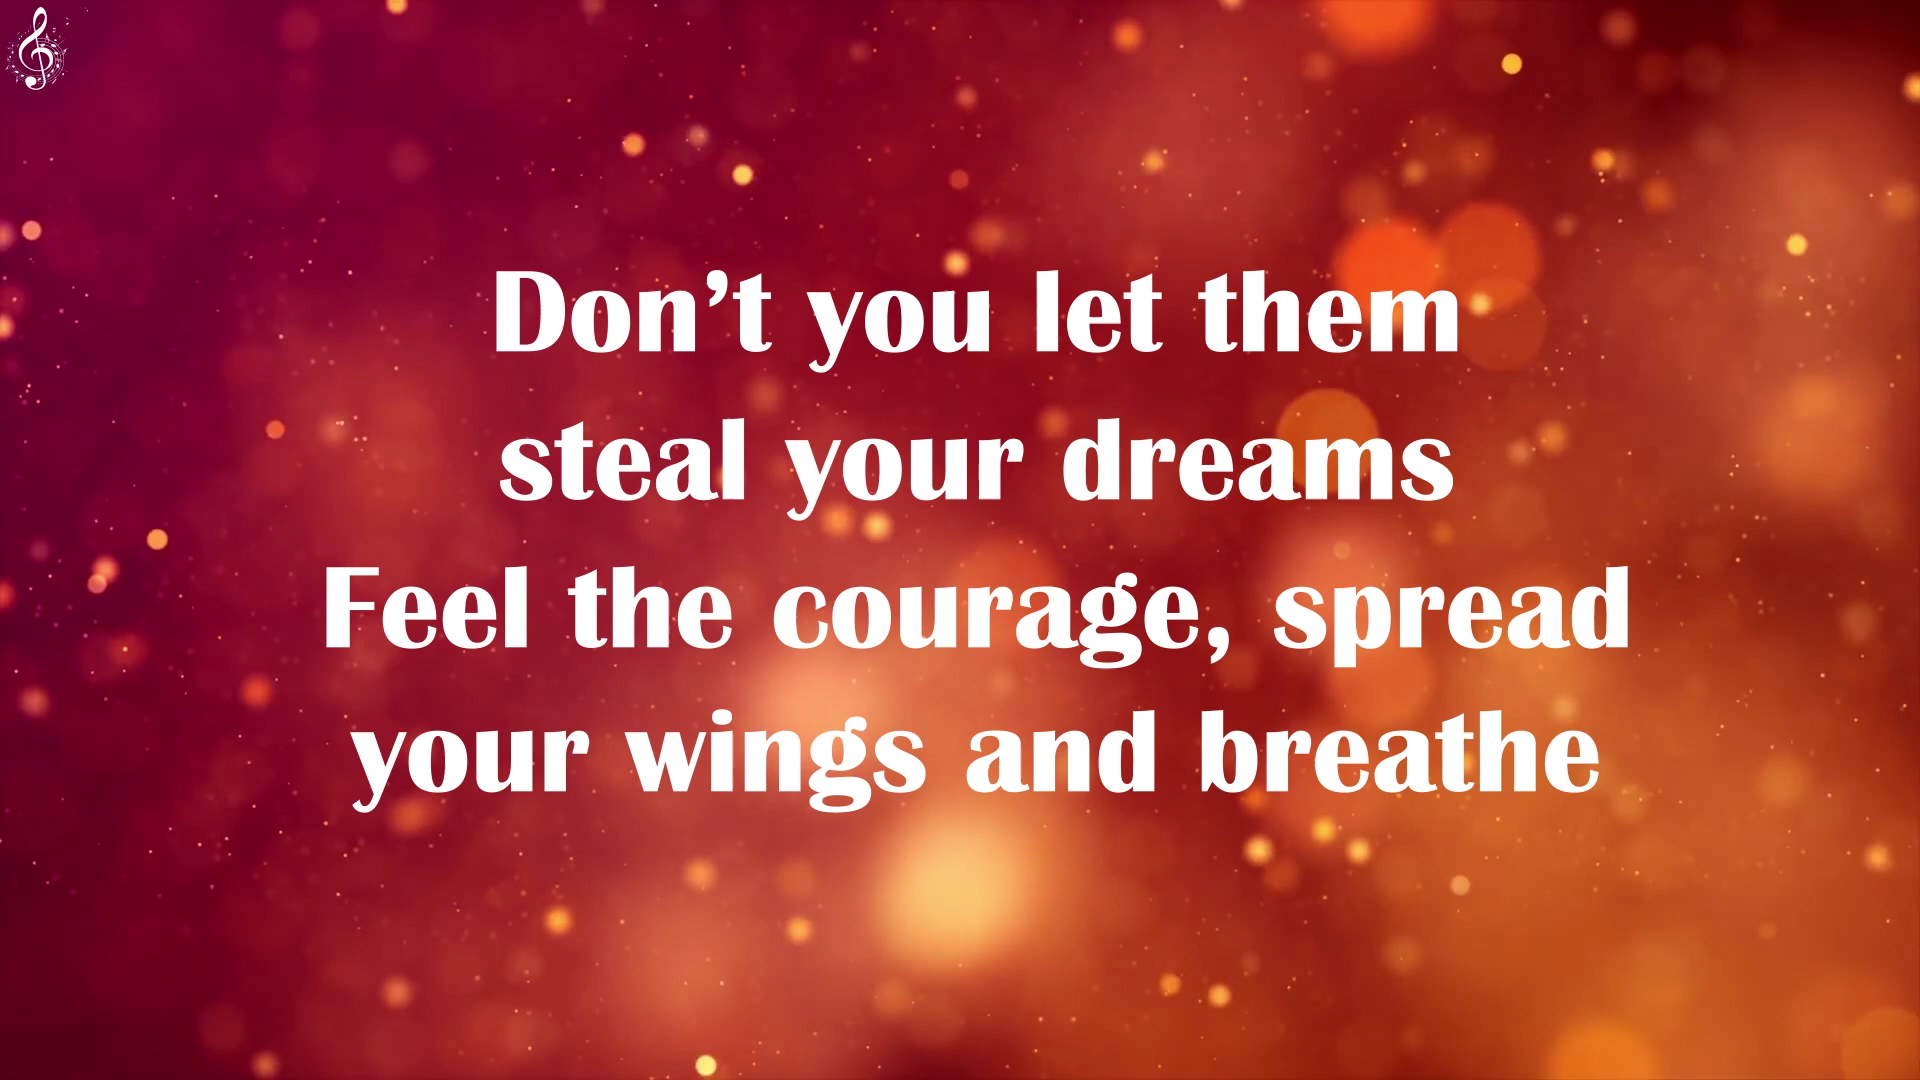 Don’t you let them
steal your dreams
Feel the courage, spread
your wings and breathe